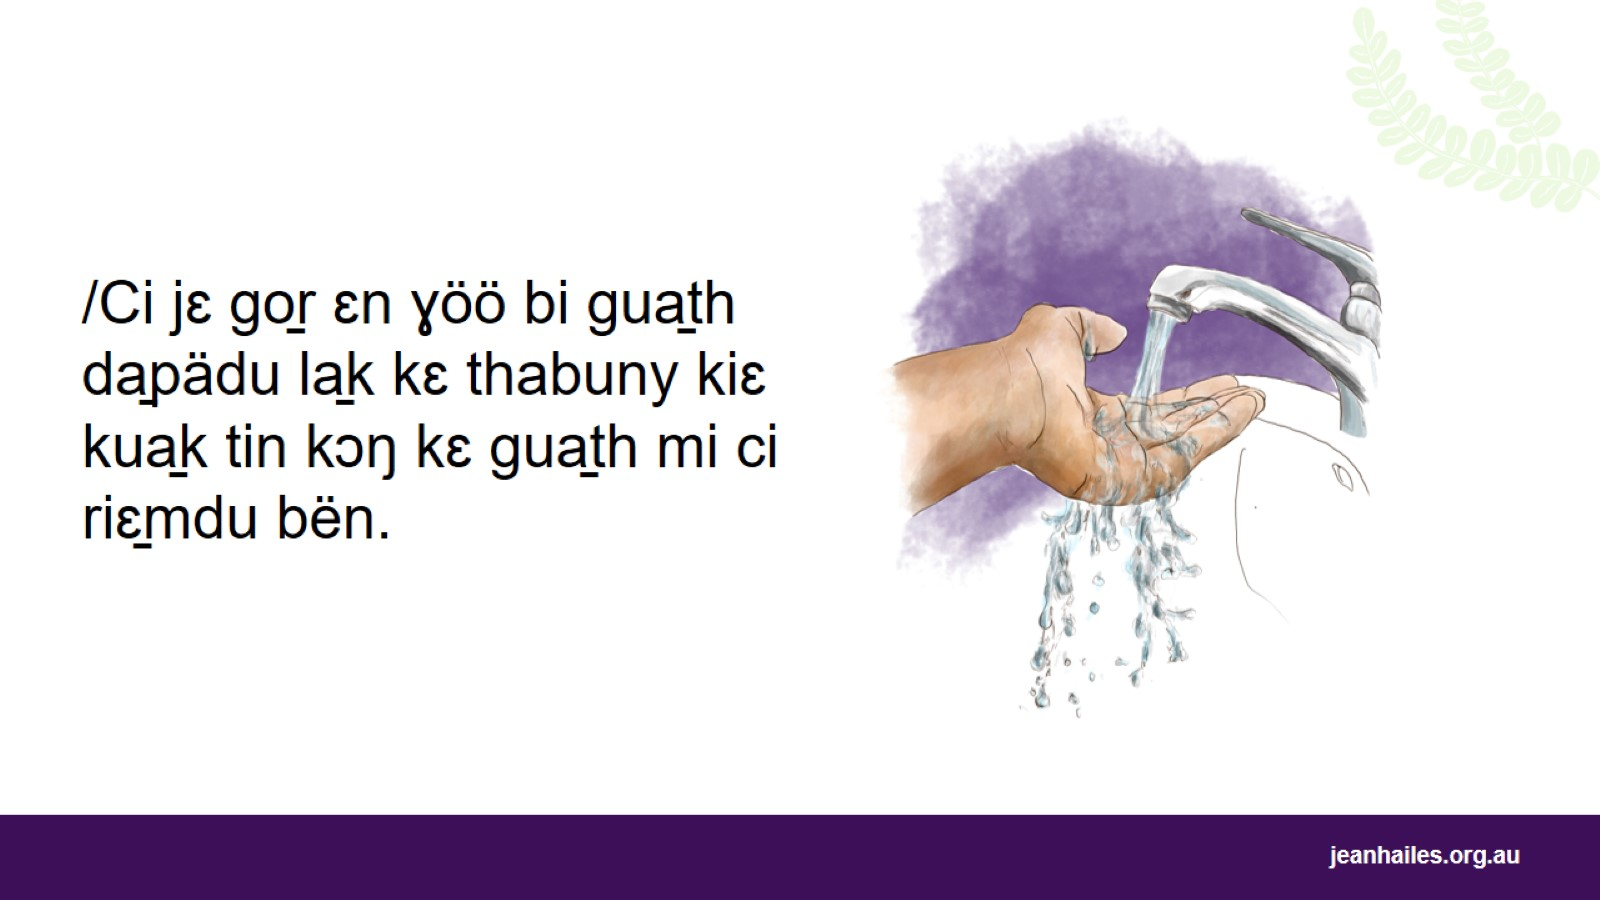 /Ci jɛ go̱r ɛn ɣöö bi gua̱th
da̱pädu la̱k kɛ thabuny kiɛ
kua̱k tin kɔŋ kɛ gua̱th mi ci
riɛ̱mdu bën.
jeanhailes.org.au